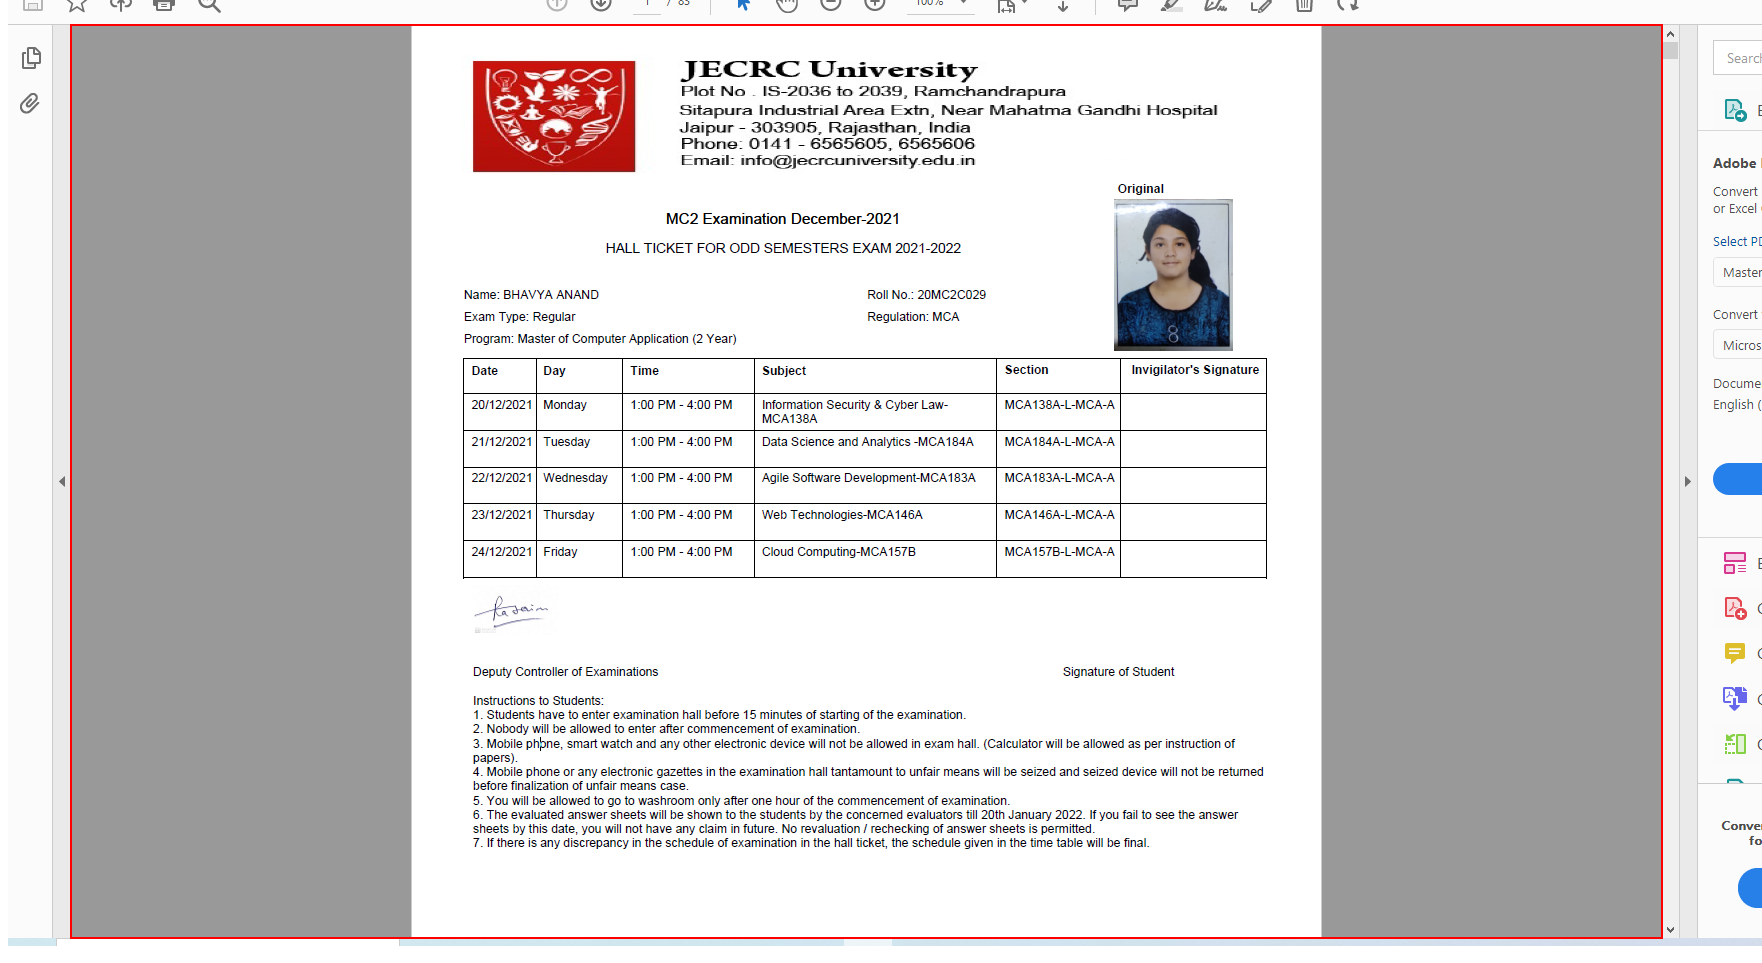 1 / 83
100%
JECRC University
Plot No . IS-2036 to 2039, Ramchandrapura
Sitapura Industrial Area Extn, Near Mahatma Gandhi Hospital
Jaipur - 303905, Rajasthan, India
Phone: 0141 - 6565605, 6565606
Email: info@jecrcuniversity.edu.in
Original
MC2 Examination December-2021
HALL TICKET FOR ODD SEMESTERS EXAM 2021-2022
8
Name: BHAVYA ANAND Roll No.: 20MC2C029
Exam Type: Regular Regulation: MCA
Program: Master of Computer Application (2 Year)
Date Day Time Subject Section Invigilator's Signature
20/12/2021 Monday 1:00 PM - 4:00 PM Information Security & Cyber Law- MCA138A-L-MCA-A
MCA138A
21/12/2021 Tuesday 1:00 PM - 4:00 PM Data Science and Analytics -MCA184A MCA184A-L-MCA-A
22/12/2021 Wednesday 1:00 PM - 4:00 PM Agile Software Development-MCA183A MCA183A-L-MCA-A
23/12/2021 Thursday 1:00 PM - 4:00 PM Web Technologies-MCA146A MCA146A-L-MCA-A
24/12/2021 Friday 1:00 PM - 4:00 PM Cloud Computing-MCA157B MCA157B-L-MCA-A
Deputy Controller of Examinations Signature of Student
Instructions to Students:
1. Students have to enter examination hall before 15 minutes of starting of the examination.
2. Nobody will be allowed to enter after commencement of examination.
3. Mobile phone, smart watch and any other electronic device will not be allowed in exam hall. (Calculator will be allowed as per instruction of
papers).
4. Mobile phone or any electronic gazettes in the examination hall tantamount to unfair means will be seized and seized device will not be returned
before finalization of unfair means case.
5. You will be allowed to go to washroom only after one hour of the commencement of examination.
6. The evaluated answer sheets will be shown to the students by the concerned evaluators till 20th January 2022. If you fail to see the answer
sheets by this date, you will not have any claim in future. No revaluation / rechecking of answer sheets is permitted.
7. If there is any discrepancy in the schedule of examination in the hall ticket, the schedule given in the time table will be final.
Search
Adobe
Convert
or Excel
Select PD
Master
Convert
Micros
Docume
English (
Conver
fo